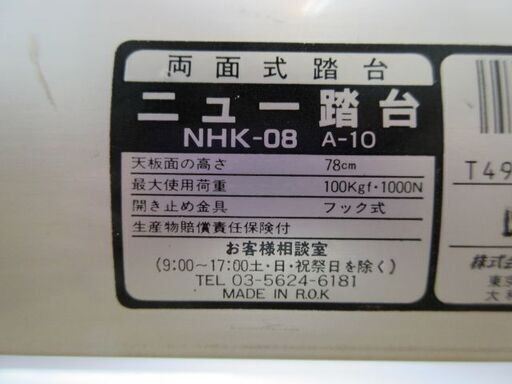 両面式踏台
ニュー踏台
NHK-08 A-10
天板面の高さ 78cm
最大使用荷重 100Kgf・1000N
開き止め金具 フック式
生産物賠償責任保険付
お客様相談室
(9:00～17:00土・日・祝祭日を除く)
TEL 03-5624-6181
MADE IN R.O.K
T49
株式
東京
大